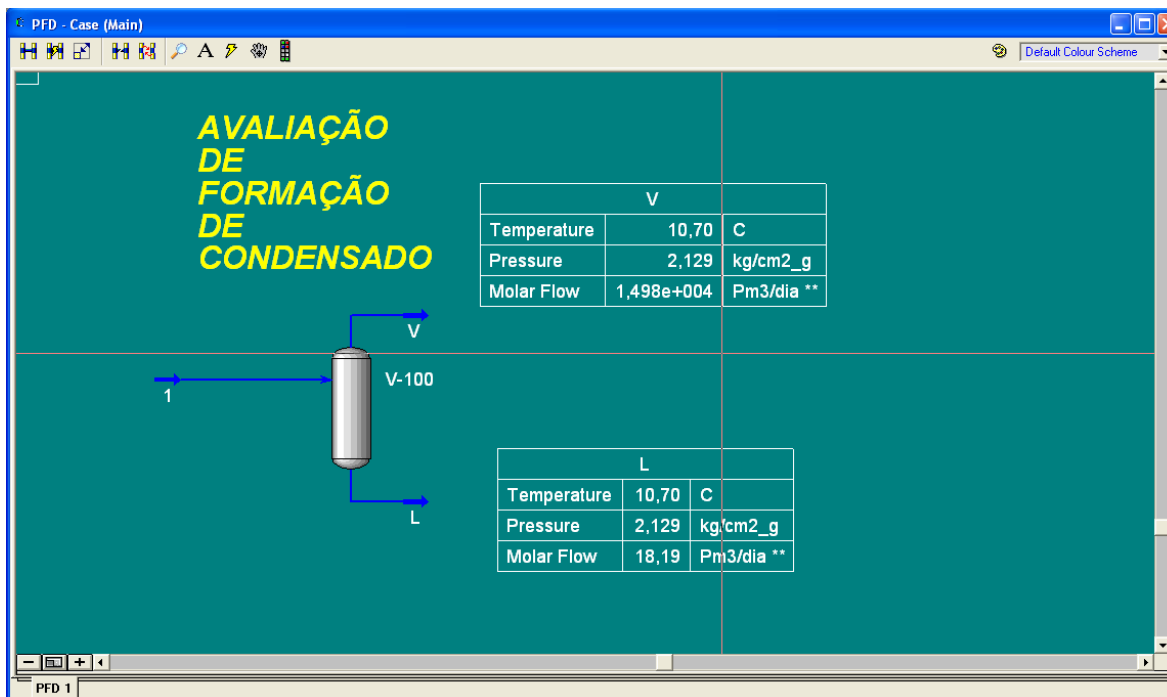 PFD - Case (Main)
A
Default Colour Scheme
AVALIAÇÃO
DE
FORMAÇÃO
DE
CONDENSADO
V
Temperature 10,70 C
Pressure 2,129 kg/cm2_g
Molar Flow 1,498e+004 Pm3/dia **
V
V-100
1
L
Temperature 10,70 C
Pressure 2,129 kg/cm2_g
Molar Flow 18,19 Pm3/dia **
L
PFD 1